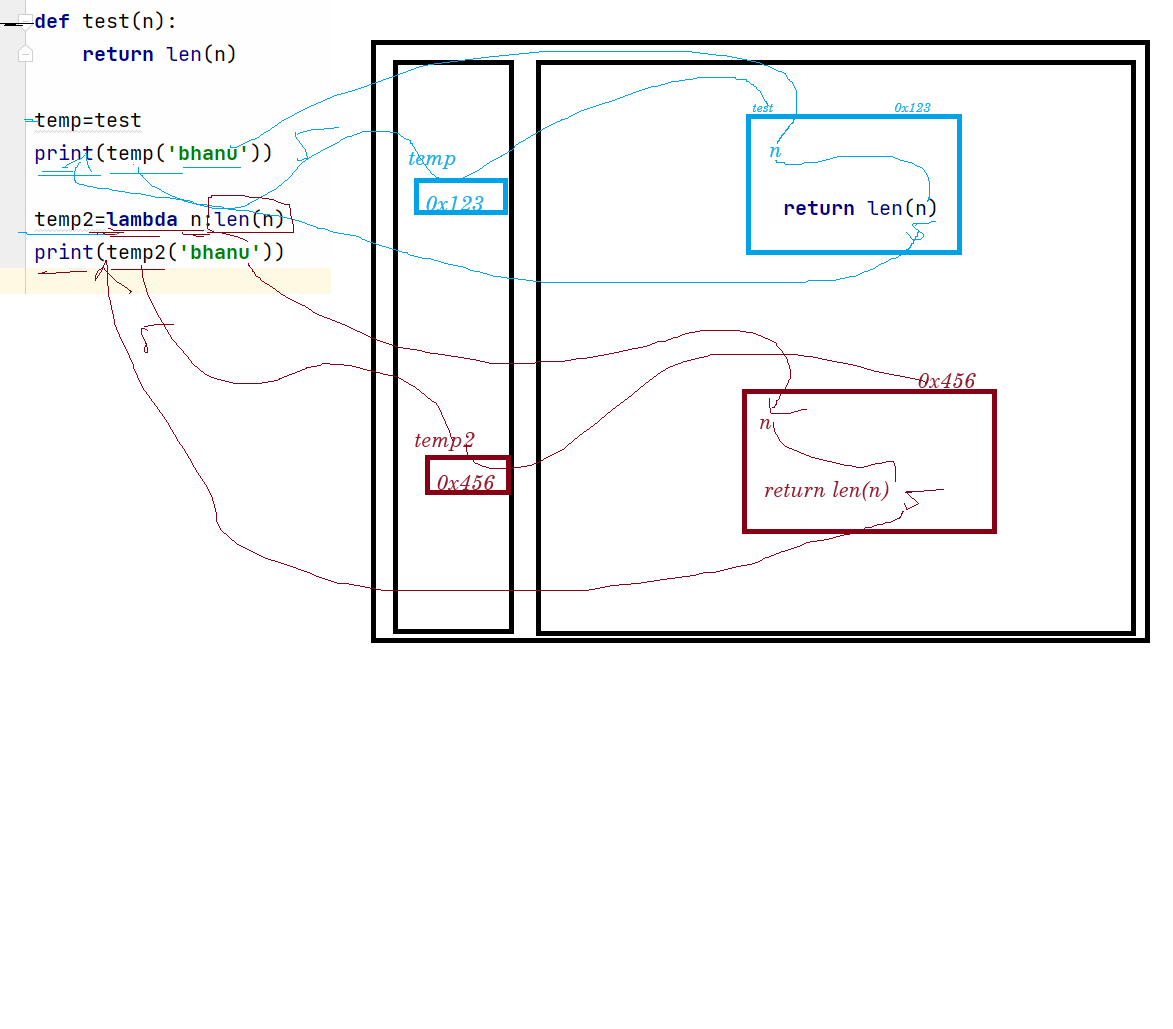 def test(n):
return len(n)
temp=test
print(temp('bhanu'))
temp2=lambda n:len(n)
print(temp2('bhanu'))
test 0x123
temp
n
0x123
return len(n)
0x456
temp2
n
0x456
return len(n)